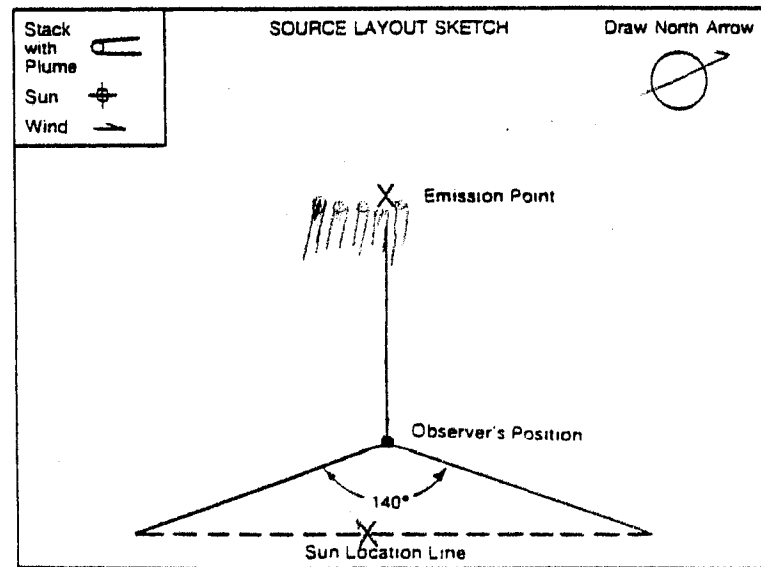 Stack
with
Plume
Sun
Wind
SOURCE LAYOUT SKETCH
Draw North Arrow
X Emission Point
Observer's Position
140°
X
Sun Location Line